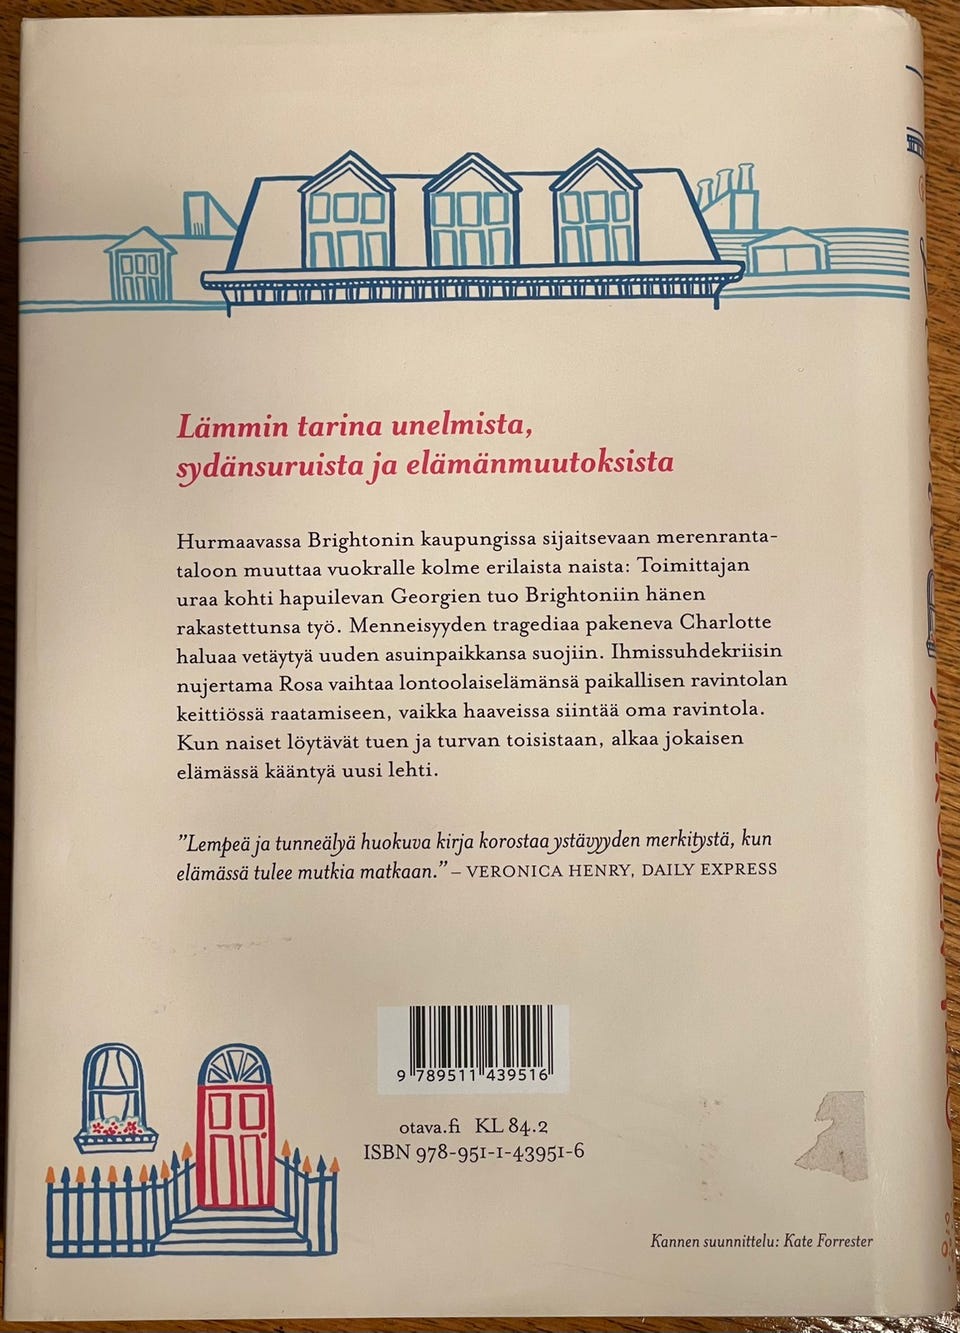 Lämmin tarina unelmista,
sydänsuruista ja elämänmuutoksista
Hurmaavassa Brightonin kaupungissa sijaitsevaan merenranta-
taloon muuttaa vuokralle kolme erilaista naista: Toimittajan
uraa kohti hapuilevan Georgien tuo Brightoniin hänen
rakastettunsa työ. Menneisyyden tragediaa pakeneva Charlotte
haluaa vetäytyä uuden asuinpaikkansa suojiin. Ihmissuhdekriisin
nujertama Rosa vaihtaa lontoolaiselämänsä paikallisen ravintolan
keittiössä raatamiseen, vaikka haaveissa siintää oma ravintola.
Kun naiset löytävät tuen ja turvan toisistaan, alkaa jokaisen
elämässä kääntyä uusi lehti.
”Lempeä ja tunneälyä huokuva kirja korostaa ystävyyden merkitystä, kun
elämässä tulee mutkia matkaan.” – VERONICA HENRY, DAILY EXPRESS
9 789511 439516
otava.fi KL 84.2
ISBN 978-951-1-43951-6
Kannen suunnittelu: Kate Forrester